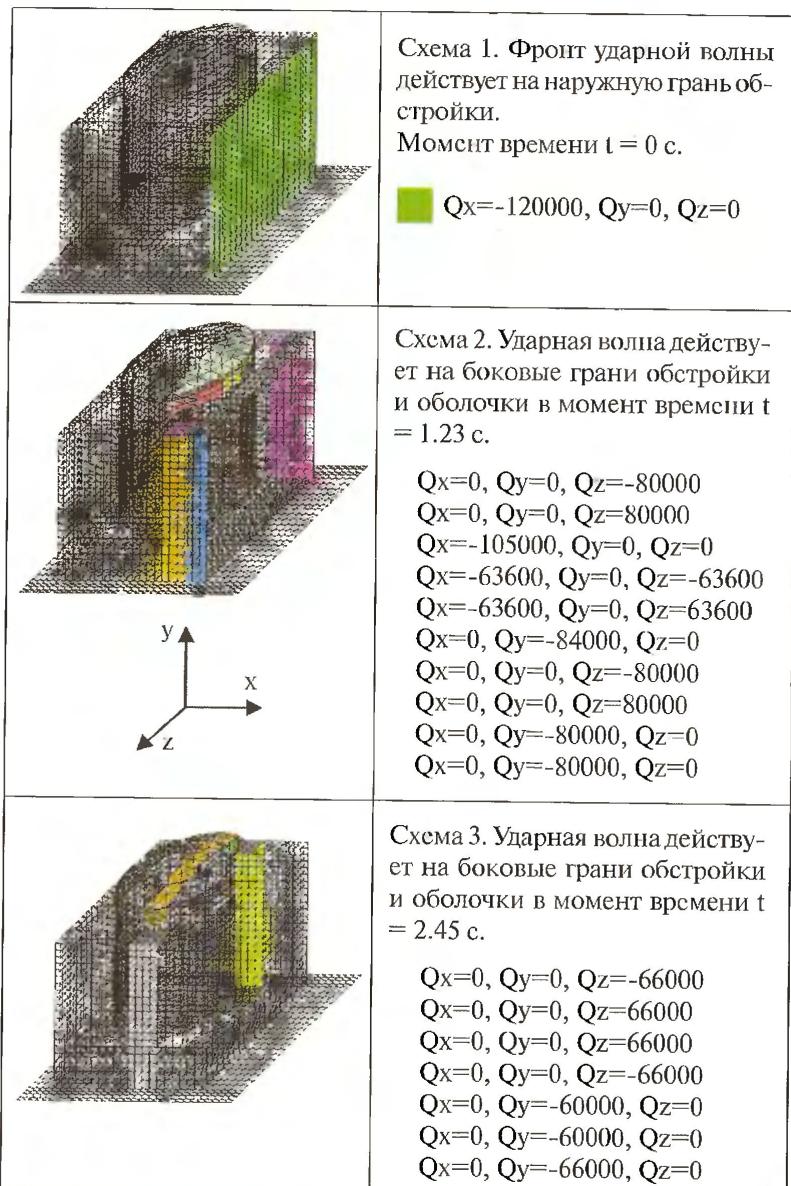 Схема 1. Фронт ударной волны
действует на наружную грань об-
стройки.
Момент времени t = 0 с.
Qx=-120000, Qy=0, Qz=0
Схема 2. Ударная волна действу-
ет на боковые грани обстройки
и оболочки в момент времени t
= 1.23 с.
Qx=0, Qy=0, Qz=-80000
Qx=0, Qy=0, Qz=80000
Qx=-105000, Qy=0, Qz=0
Qx=-63600, Qy=0, Qz=-63600
Qx=-63600, Qy=0, Qz=63600
Qx=0, Qy=-84000, Qz=0
Qx=0, Qy=0, Qz=-80000
Qx=0, Qy=0, Qz=80000
Qx=0, Qy=-80000, Qz=0
Qx=0, Qy=-80000, Qz=0
y
x
z
Схема 3. Ударная волна действу-
ет на боковые грани обстройки
и оболочки в момент времени t
= 2.45 с.
Qx=0, Qy=0, Qz=-66000
Qx=0, Qy=0, Qz=66000
Qx=0, Qy=0, Qz=66000
Qx=0, Qy=0, Qz=-66000
Qx=0, Qy=-60000, Qz=0
Qx=0, Qy=-60000, Qz=0
Qx=0, Qy=-66000, Qz=0